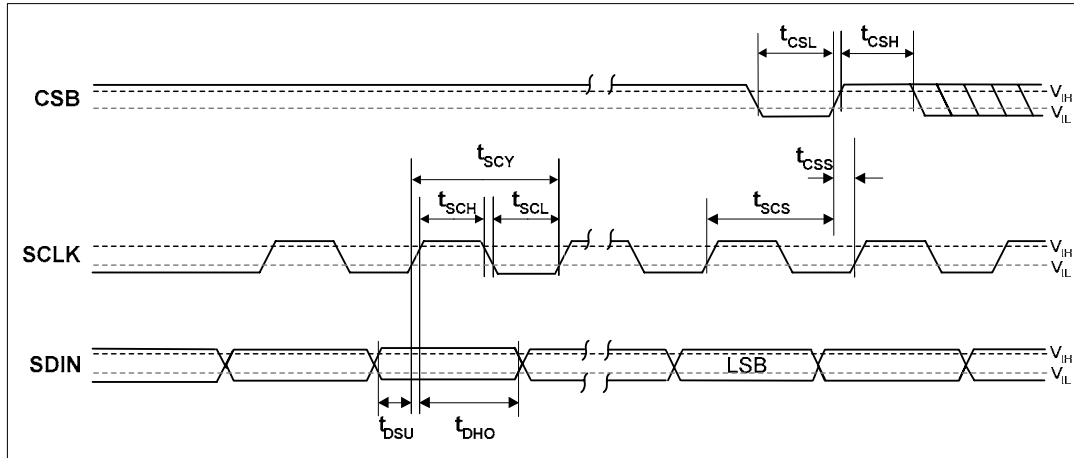 tCSL
tCSH
CSB
VIH
VIL
tSCY
tCSS
tSCH
tSCL
tSCS
SCLK
VIH
VIL
SDIN
LSB
VIH
VIL
tDSU
tDHO